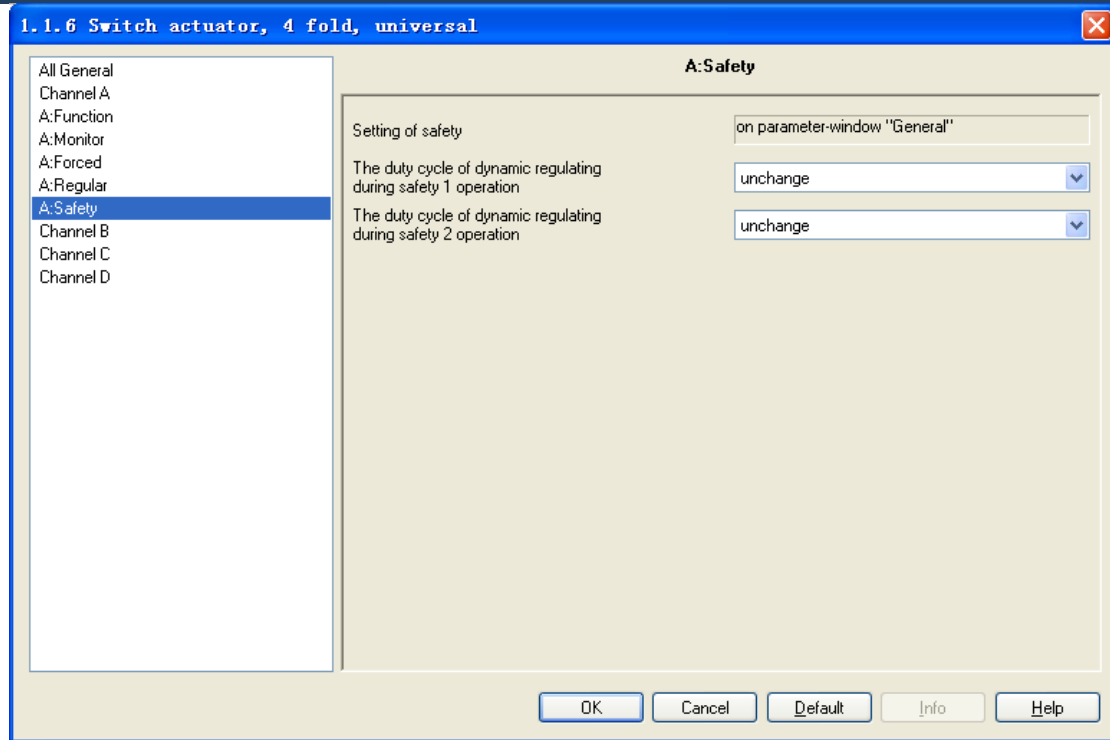 1.1.6 Switch actuator, 4 fold, universal
All General
Channel A
A:Function
A:Monitor
A:Forced
A:Regular
A:Safety
Channel B
Channel C
Channel D
A:Safety
Setting of safety
on parameter-window "General"
The duty cycle of dynamic regulating
during safety 1 operation
unchange
The duty cycle of dynamic regulating
during safety 2 operation
unchange
OK
Cancel
Default
Info
Help